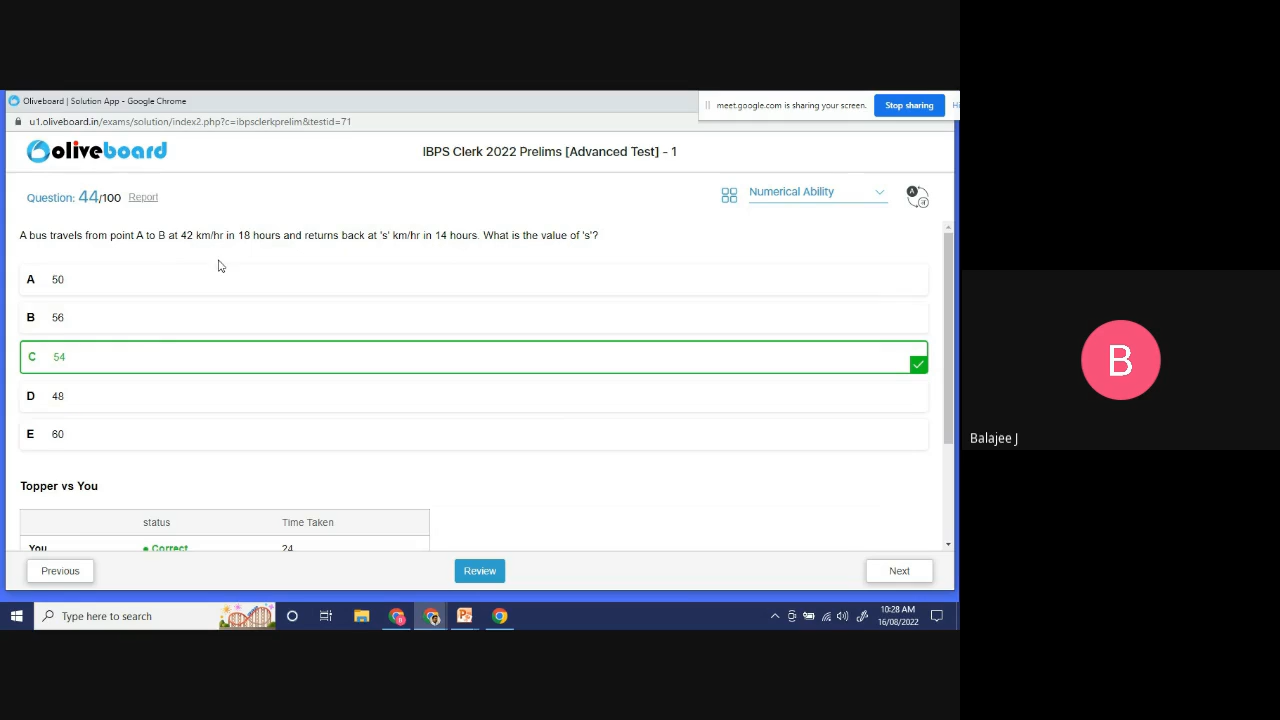 Oliveboard | Solution App - Google Chrome
meet.google.com is sharing your screen.
Stop sharing
Hi
u1.oliveboard.in/exams/solution/index2.php?c=ibpsclerkprelim&testid=71
oliveboard
IBPS Clerk 2022 Prelims [Advanced Test] - 1
Question: 44/100 Report
Numerical Ability
A bus travels from point A to B at 42 km/hr in 18 hours and returns back at 's' km/hr in 14 hours. What is the value of 's'?
A 50
B 56
C 54
D 48
E 60
Topper vs You
status Time Taken
You Correct 24
Previous
Review
Next
B
Balajee J
Type here to search
10:28 AM
16/08/2022